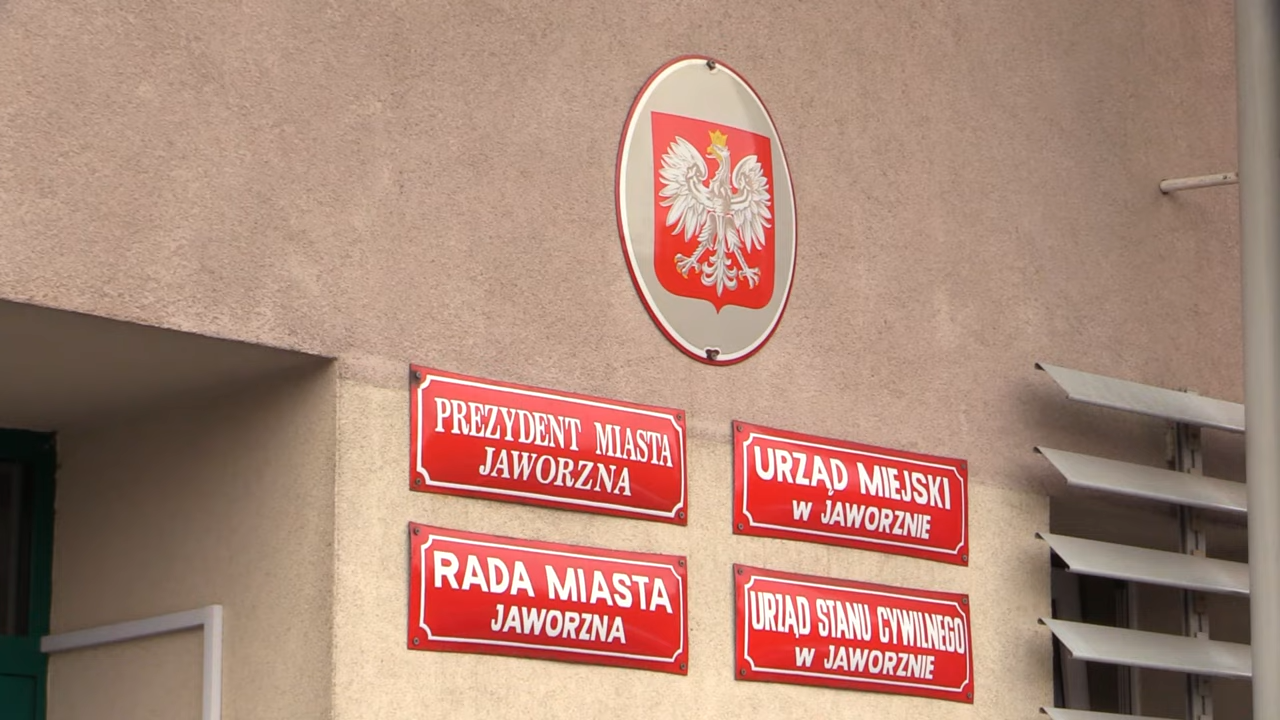 PREZYDENT MIASTA
JAWORZNA
RADA MIASTA
JAWORZNA
URZĄD MIEJSKI
w JAWORZNIE
URZĄD STANU CYWILNEGO
w JAWORZNIE